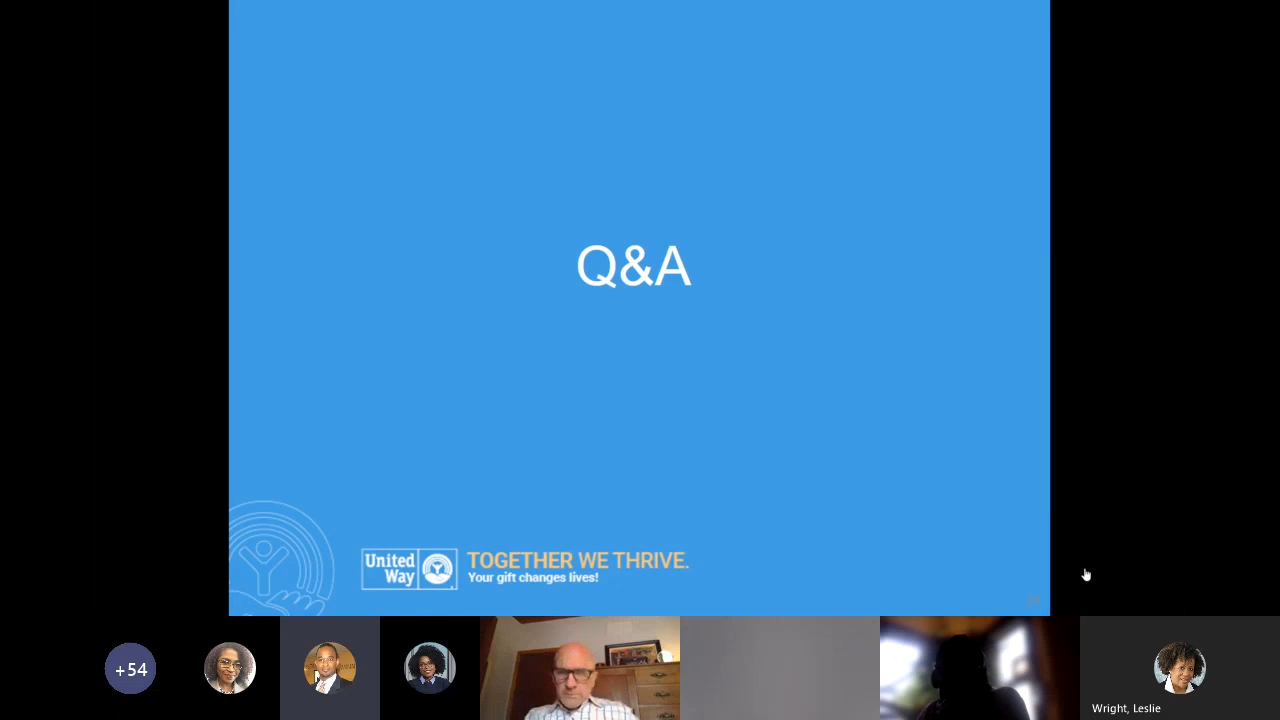 Q&A
United
Way
TOGETHER WE THRIVE.
Your gift changes lives!
+54
Wright, Leslie